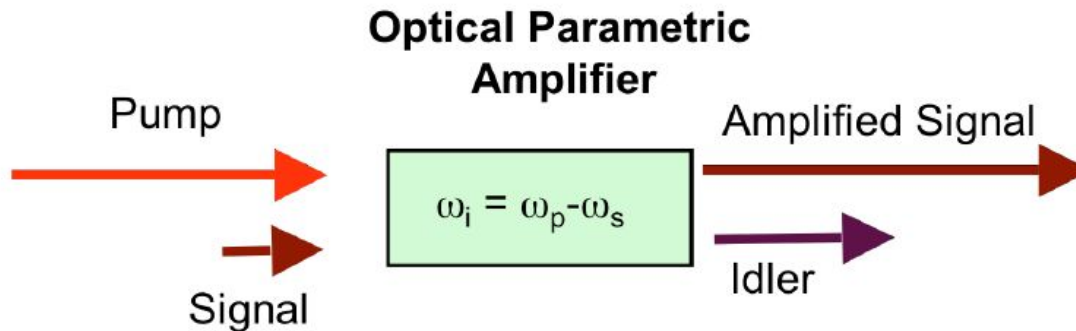 Optical Parametric
Amplifier
Pump
Amplified Signal
ωᵢ = ωₚ-ωₛ
Idler
Signal